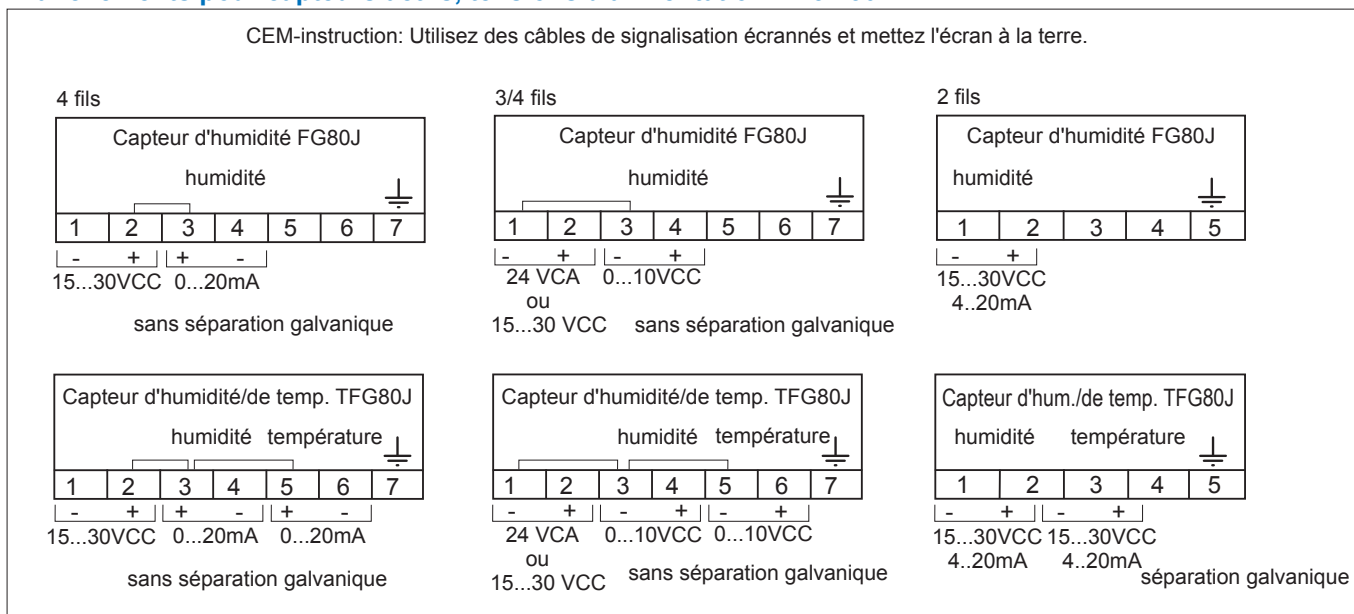 CEM-instruction: Utilisez des câbles de signalisation écrannés et mettez l'écran à la terre.
4 fils
Capteur d'humidité FG80J
humidité
1 2 3 4 5 6 7
- + + -
15...30VCC 0...20mA
sans séparation galvanique
3/4 fils
Capteur d'humidité FG80J
humidité
1 2 3 4 5 6 7
- + - +
24 VCA 0...10VCC
ou
15...30 VCC sans séparation galvanique
2 fils
Capteur d'humidité FG80J
humidité
1 2 3 4 5
- +
15...30VCC
4..20mA
Capteur d'humidité/de temp. TFG80J
humidité température
1 2 3 4 5 6 7
- + + - + -
15...30VCC 0...20mA 0...20mA
sans séparation galvanique
Capteur d'humidité/de temp. TFG80J
humidité température
1 2 3 4 5 6 7
- + - + - +
24 VCA 0...10VCC 0...10VCC
ou
15...30 VCC sans séparation galvanique
Capteur d'hum./de temp. TFG80J
humidité température
1 2 3 4 5
- + - +
15...30VCC 15...30VCC
4..20mA 4..20mA
séparation galvanique